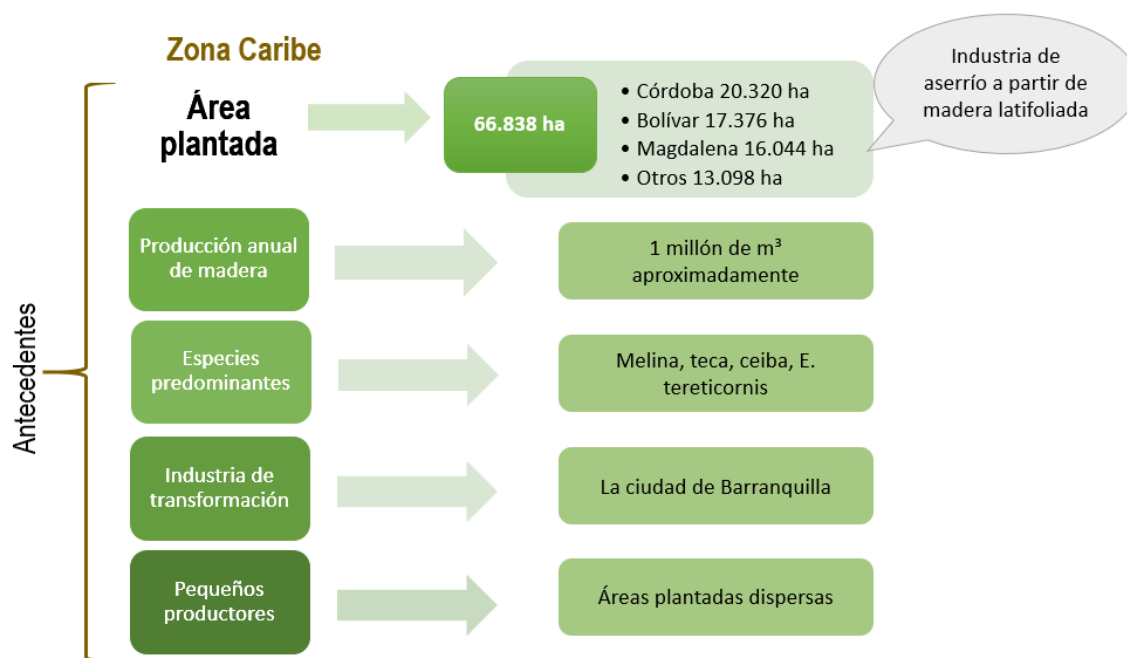 Zona Caribe
Antecedentes
Área
plantada
66.838 ha
• Córdoba 20.320 ha
• Bolívar 17.376 ha
• Magdalena 16.044 ha
• Otros 13.098 ha
Industria de
aserrío a partir de
madera latifoliada
Producción anual
de madera
1 millón de m³
aproximadamente
Especies
predominantes
Melina, teca, ceiba, E.
tereticornis
Industria de
transformación
La ciudad de Barranquilla
Pequeños
productores
Áreas plantadas dispersas